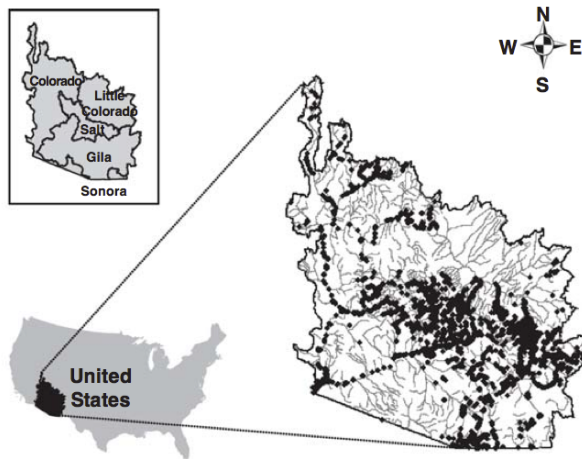 N
W E
S
Colorado
Little
Colorado
Salt
Gila
Sonora
United
States